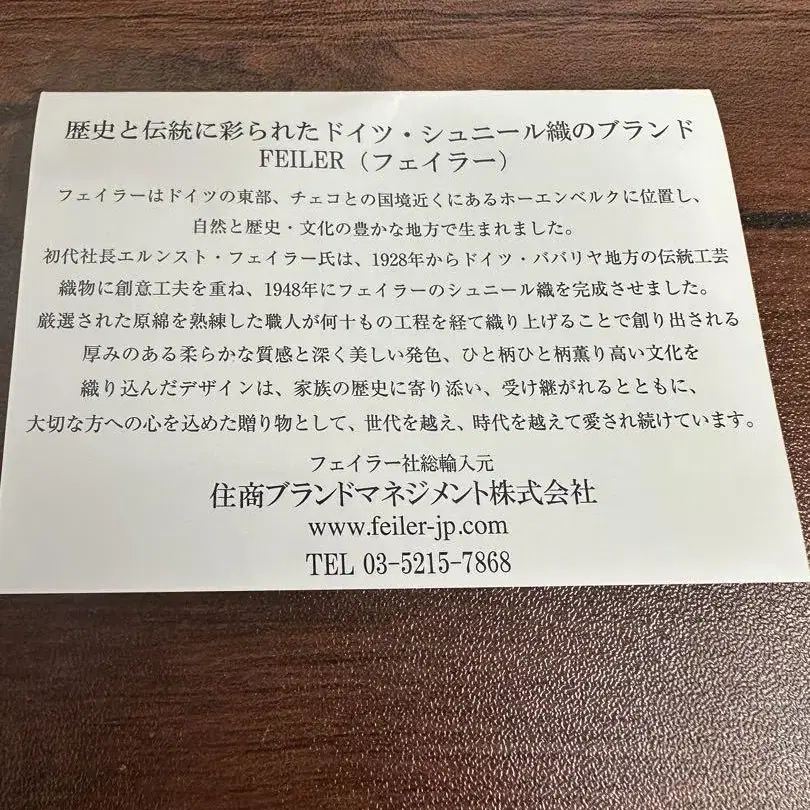 歴史と伝統に彩られたドイツ・シュニール織のブランド
FEILER（フェイラー）
フェイラーはドイツの東部、チェコとの国境近くにあるホーエンベルクに位置し、
自然と歴史・文化の豊かな地方で生まれました。
初代社長エルンスト・フェイラー氏は、1928年からドイツ・ババリヤ地方の伝統工芸
織物に創意工夫を重ね、1948年にフェイラーのシュニール織を完成させました。
厳選された原綿を熟練した職人が何十もの工程を経て織り上げることで創り出される
厚みのある柔らかな質感と深く美しい発色、ひと柄ひと柄薫り高い文化を
織り込んだデザインは、家族の歴史に寄り添い、受け継がれるとともに、
大切な方への心を込めた贈り物として、世代を越え、時代を越えて愛され続けています。
フェイラー社総輸入元
住商ブランドマネジメント株式会社
www.feiler-jp.com
TEL 03-5215-7868